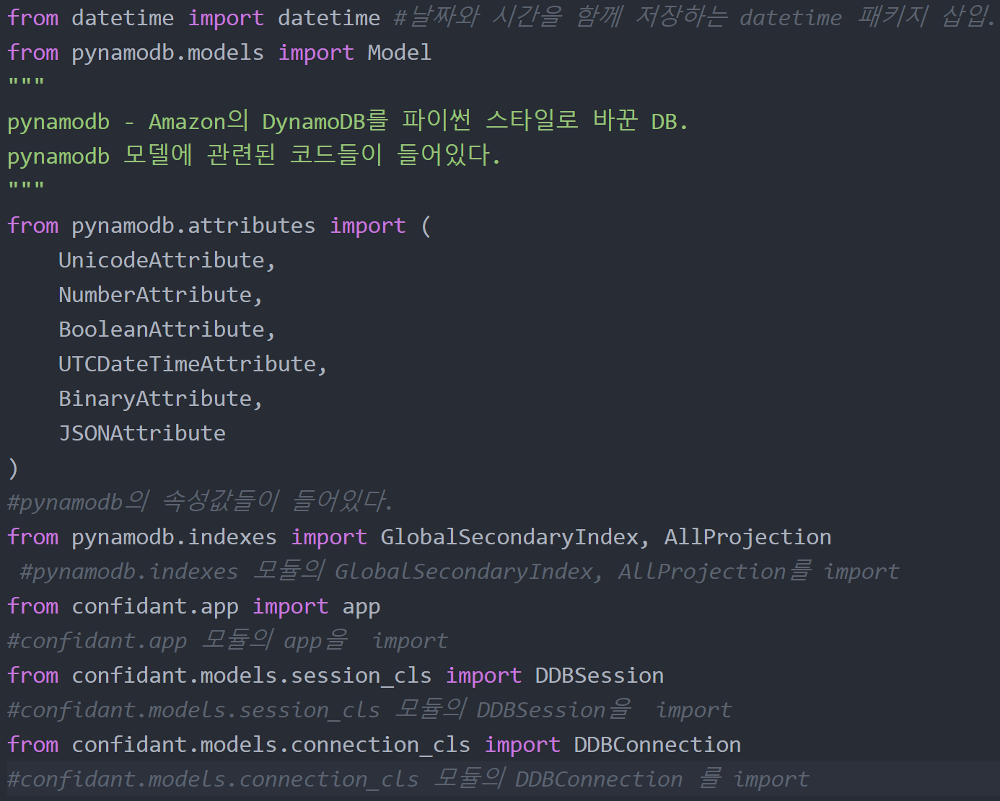 from datetime import datetime #날짜와 시간을 함께 저장하는 datetime 패키지 삽입.
from pynamodb.models import Model
"""
pynamodb - Amazon의 DynamoDB를 파이썬 스타일로 바꾼 DB.
pynamodb 모델에 관련된 코드들이 들어있다.
"""
from pynamodb.attributes import (
    UnicodeAttribute,
    NumberAttribute,
    BooleanAttribute,
    UTCDateTimeAttribute,
    BinaryAttribute,
    JSONAttribute
)
#pynamodb의 속성값들이 들어있다.
from pynamodb.indexes import GlobalSecondaryIndex, AllProjection
 #pynamodb.indexes 모듈의 GlobalSecondaryIndex, AllProjection를 import
from confidant.app import app
#confidant.app 모듈의 app을  import
from confidant.models.session_cls import DDBSession
#confidant.models.session_cls 모듈의 DDBSession을  import
from confidant.models.connection_cls import DDBConnection
#confidant.models.connection_cls 모듈의 DDBConnection 를 import